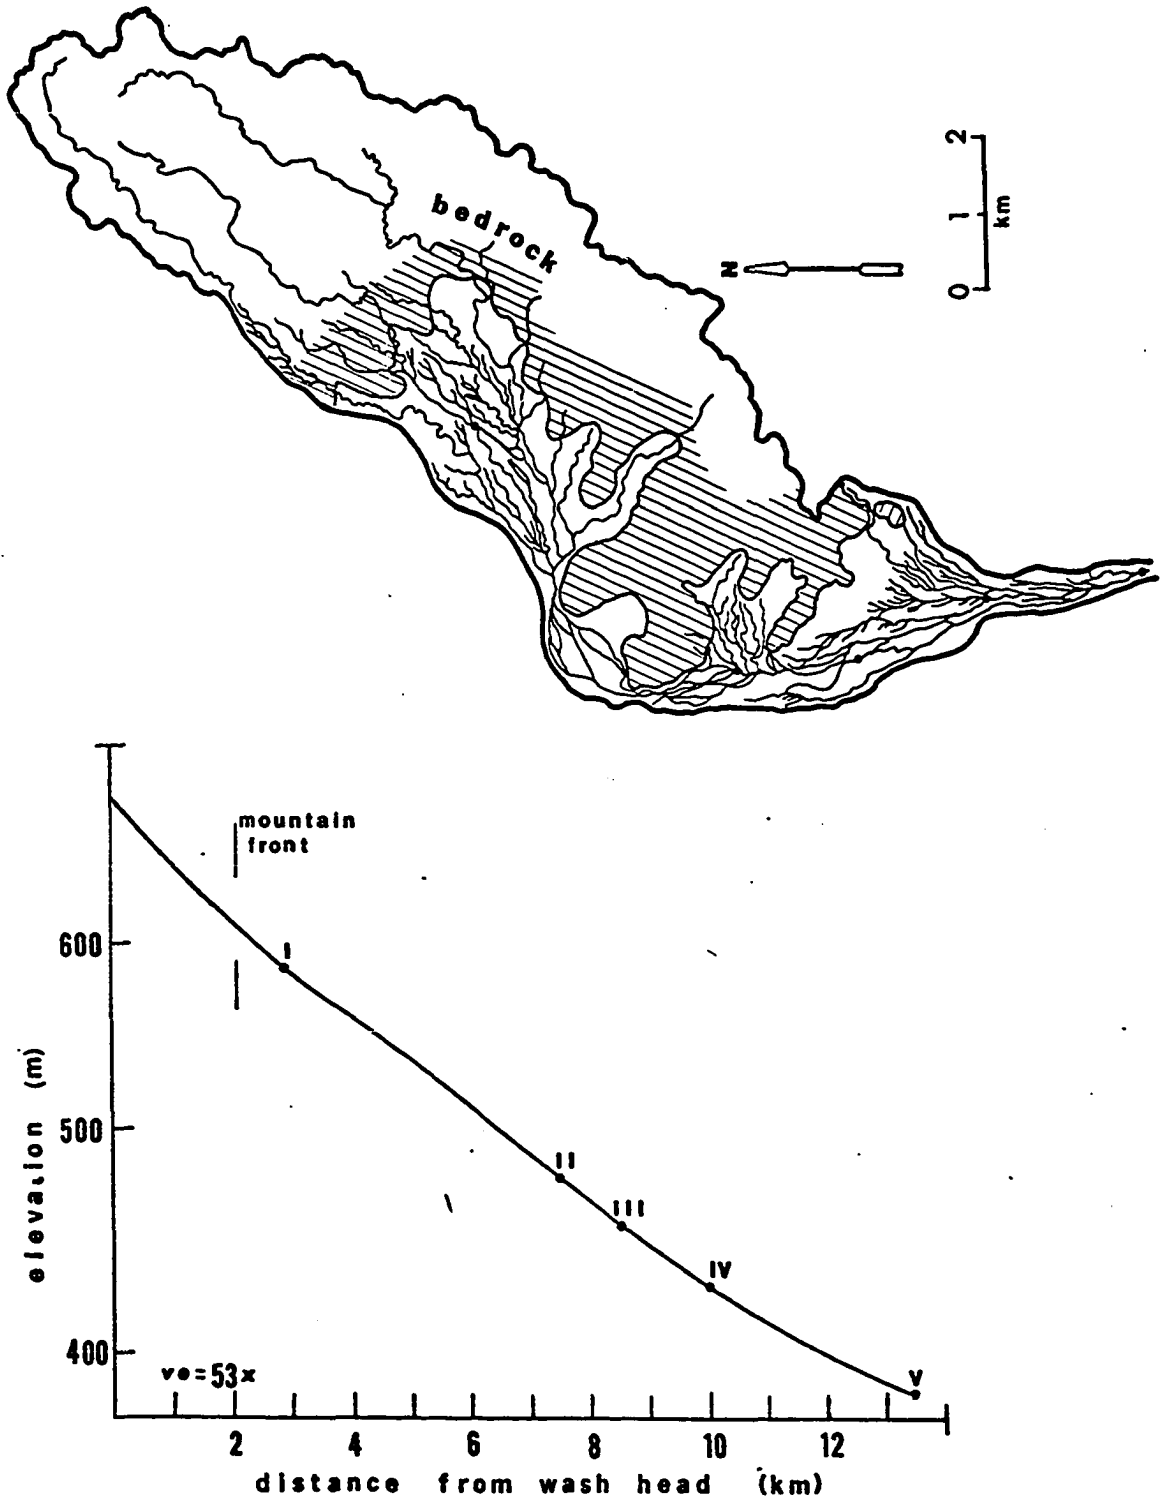 bedrock
N
2
1
0
km
mountain
front
600
I
500
II
III
IV
400
ve=53x
V
2 4 6 8 10 12
elevation (m)
distance from wash head (km)